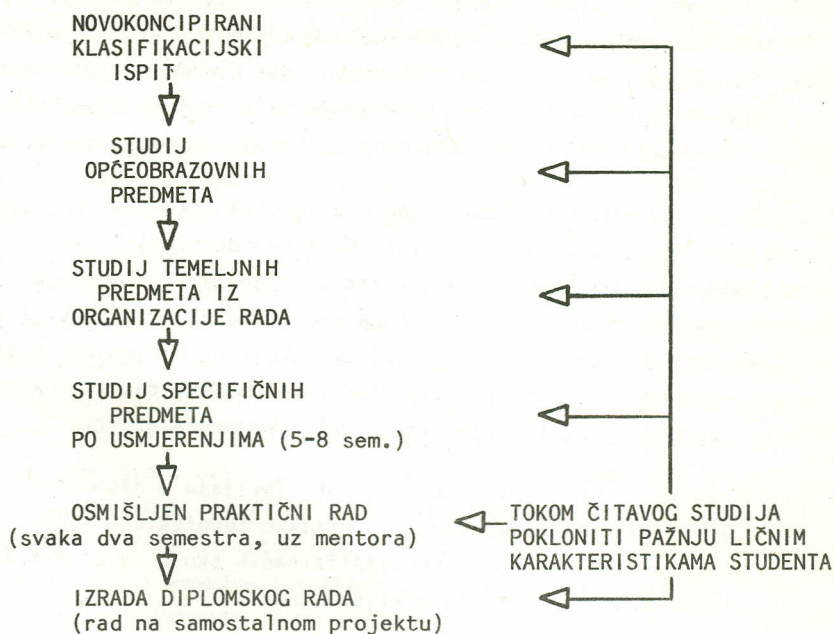 NOVOKONCIPIRANI
KLASIFIKACIJSKI
ISPIT
STUDIJ
OPĆEOBRAZOVNIH
PREDMETA
STUDIJ TEMELJNIH
PREDMETA IZ
ORGANIZACIJE RADA
STUDIJ SPECIFIČNIH
PREDMETA
PO USMJERENJIMA (5-8 sem.)
OSMIŠLJEN PRAKTIČNI RAD
(svaka dva semestra, uz mentora)
IZRADA DIPLOMSKOG RADA
(rad na samostalnom projektu)
TOKOM ČITAVOG STUDIJA
POKLONITI PAŽNJU LIČNIM
KARAKTERISTIKAMA STUDENTA